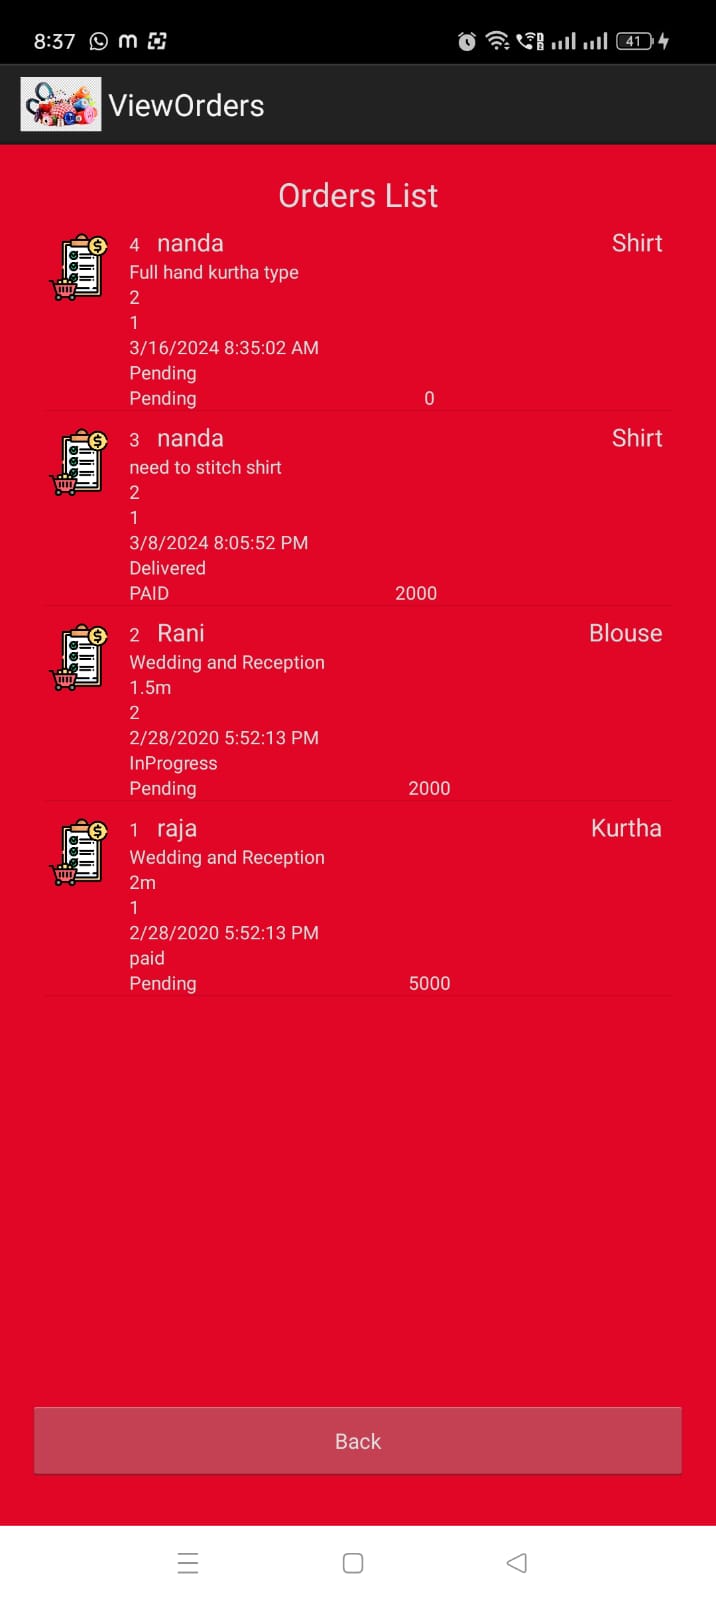 8:37 m 41
ViewOrders
Orders List
4 nanda Shirt
Full hand kurtha type
2
1
3/16/2024 8:35:02 AM
Pending
Pending 0
3 nanda Shirt
need to stitch shirt
2
1
3/8/2024 8:05:52 PM
Delivered
PAID 2000
2 Rani Blouse
Wedding and Reception
1.5m
2
2/28/2020 5:52:13 PM
InProgress
Pending 2000
1 raja Kurtha
Wedding and Reception
2m
1
2/28/2020 5:52:13 PM
paid
Pending 5000
Back